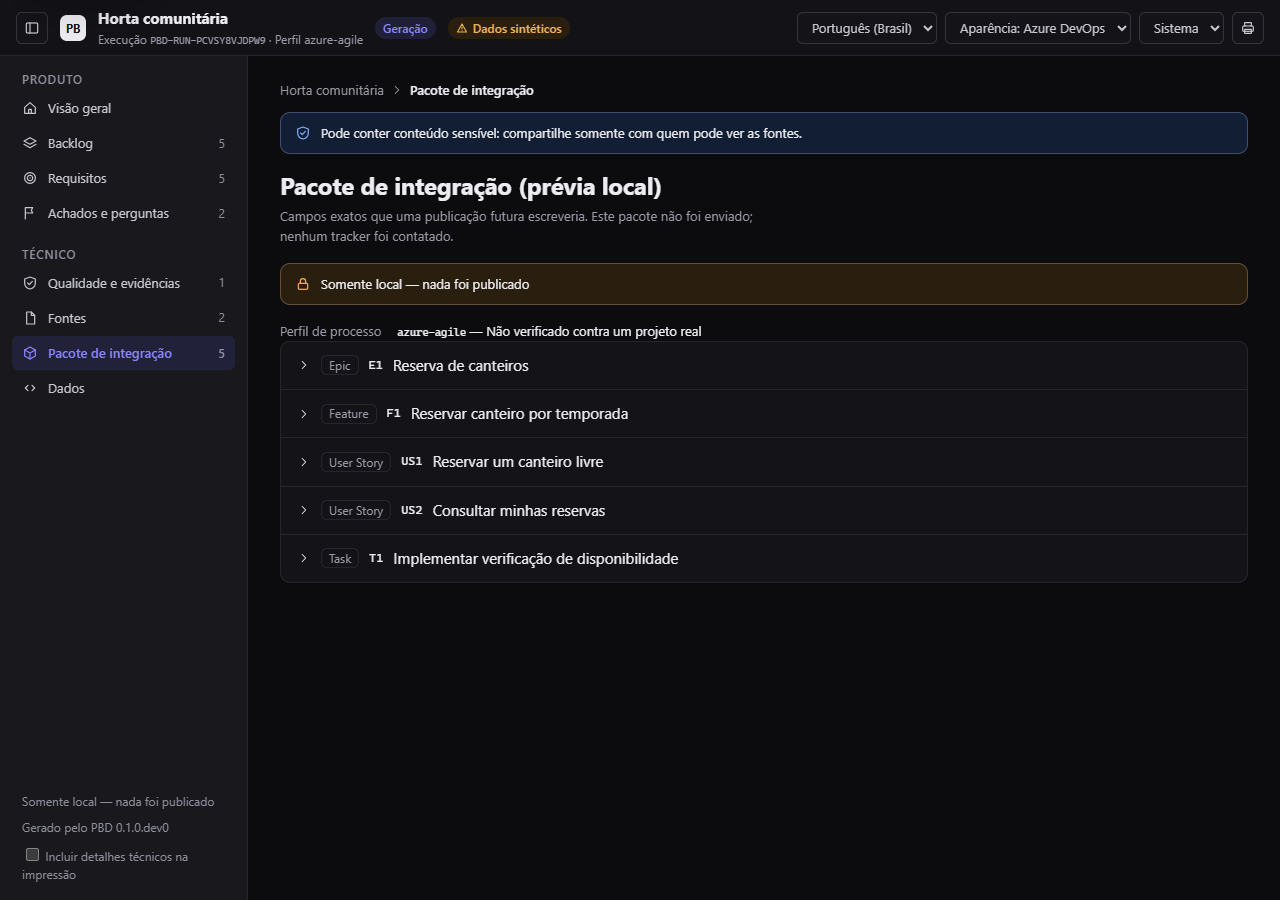 PB
Horta comunitária
Execução PBD-RUN-PCVSY8VJDPW9 · Perfil azure-agile
Geração
Dados sintéticos
Português (Brasil)
Aparência: Azure DevOps
Sistema
PRODUTO
Visão geral
Backlog 5
Requisitos 5
Achados e perguntas 2
TÉCNICO
Qualidade e evidências 1
Fontes 2
Pacote de integração 5
Dados
Somente local — nada foi publicado
Gerado pelo PBD 0.1.0.dev0
Incluir detalhes técnicos na
impressão
Horta comunitária > Pacote de integração
Pode conter conteúdo sensível: compartilhe somente com quem pode ver as fontes.
Pacote de integração (prévia local)
Campos exatos que uma publicação futura escreveria. Este pacote não foi enviado;
nenhum tracker foi contatado.
Somente local — nada foi publicado
Perfil de processo azure-agile — Não verificado contra um projeto real
Epic E1 Reserva de canteiros
Feature F1 Reservar canteiro por temporada
User Story US1 Reservar um canteiro livre
User Story US2 Consultar minhas reservas
Task T1 Implementar verificação de disponibilidade